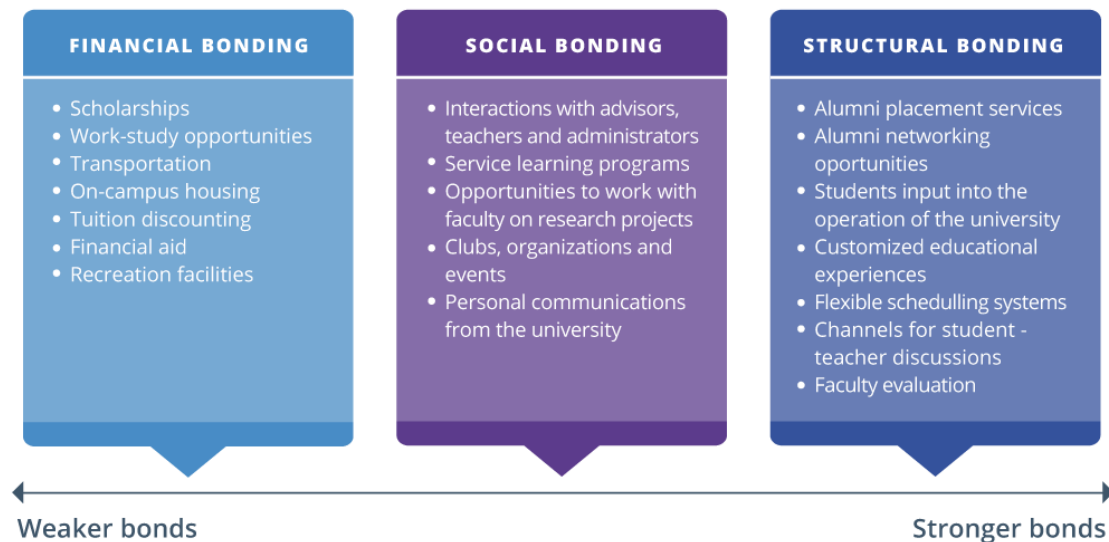 FINANCIAL BONDING
• Scholarships
• Work-study opportunities
• Transportation
• On-campus housing
• Tuition discounting
• Financial aid
• Recreation facilities
SOCIAL BONDING
• Interactions with advisors,
teachers and administrators
• Service learning programs
• Opportunities to work with
faculty on research projects
• Clubs, organizations and
events
• Personal communications
from the university
STRUCTURAL BONDING
• Alumni placement services
• Alumni networking
oportunities
• Students input into the
operation of the university
• Customized educational
experiences
• Flexible schedulling systems
• Channels for student -
teacher discussions
• Faculty evaluation
Weaker bonds
Stronger bonds